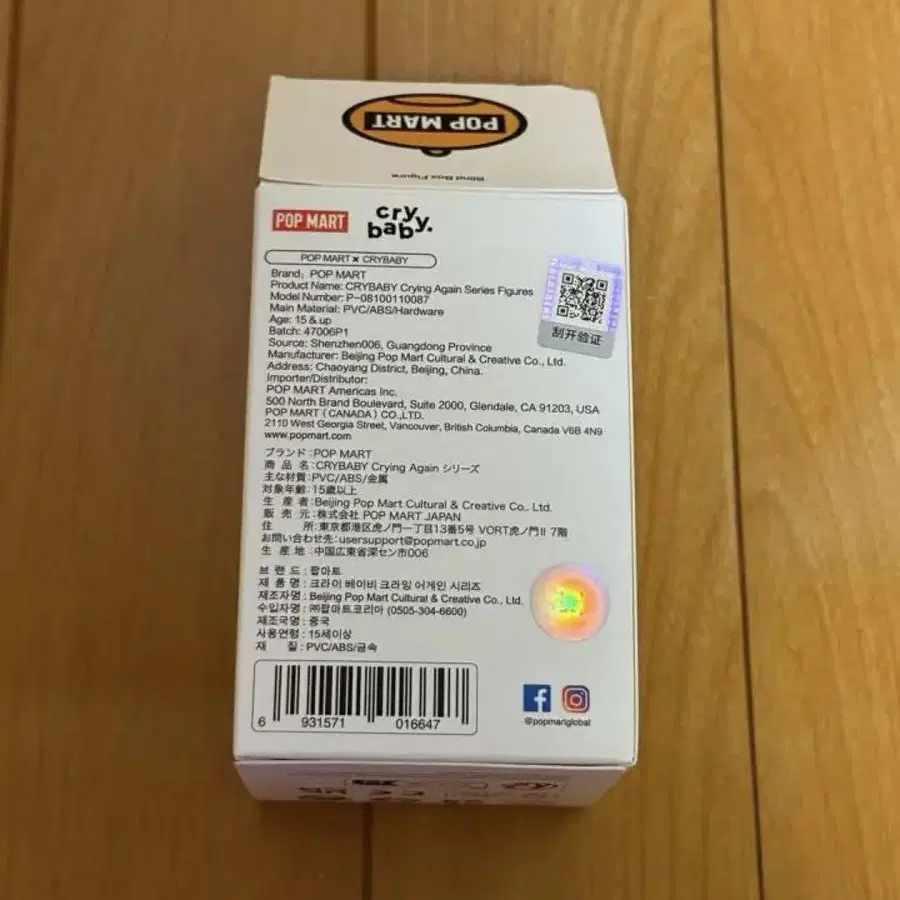 POP MART
Blind Box Figure
POP MART
cry
baby.
POP MART × CRYBABY
Brand: POP MART
Product Name: CRYBABY Crying Again Series Figures
Model Number: P-08100110087
Main Material: PVC/ABS/Hardware
Age: 15 & up
Batch: 47006P1
Source: Shenzhen006, Guangdong Province
Manufacturer: Beijing Pop Mart Cultural & Creative Co., Ltd.
Address: Chaoyang District, Beijing, China.
Importer/Distributor:
POP MART Americas Inc.
500 North Brand Boulevard, Suite 2000, Glendale, CA 91203, USA
POP MART (CANADA) CO.,LTD.
2110 West Georgia Street, Vancouver, British Columbia, Canada V6B 4N9
www.popmart.com
刮开验证
ブランド:POP MART
商 品 名:CRYBABY Crying Again シリーズ
主な材質:PVC/ABS/金属
対象年齢:15歳以上
生 産 者:Beijing Pop Mart Cultural & Creative Co., Ltd.
販 売 元:株式会社 POP MART JAPAN
住 所:東京都港区虎ノ門一丁目13番5号 VORT虎ノ門II 7階
お問い合わせ先:usersupport@popmart.co.jp
生 産 地:中国広東省深セン市006
브 랜 드 : 팝마트
제 품 명 : 크라이 베이비 크라잉 어게인 시리즈
제조자명 : Beijing Pop Mart Cultural & Creative Co., Ltd.
수입자명 : ㈜팝마트코리아 (0505-304-6600)
제조국명 : 중국
사용연령 : 15세이상
재 질 : PVC/ABS/금속
6 931571 016647
@popmartglobal